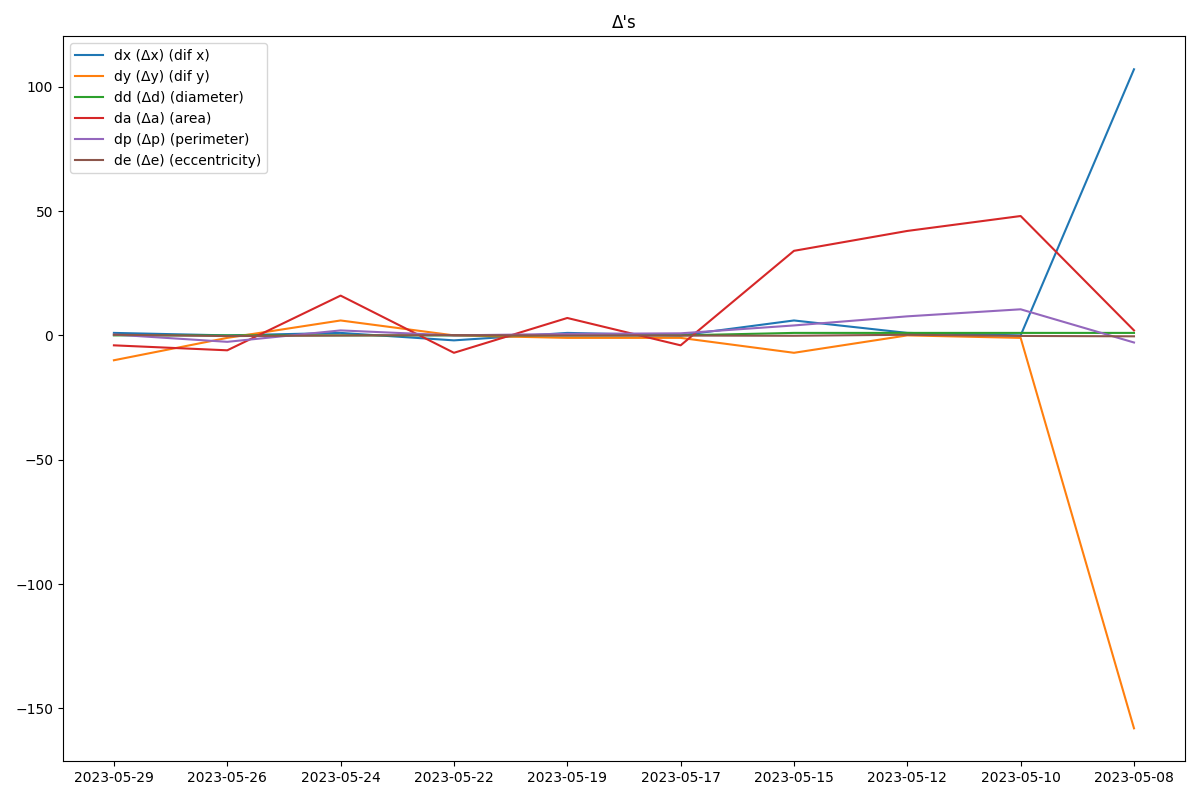 Δ's
dx (Δx) (dif x)
dy (Δy) (dif y)
dd (Δd) (diameter)
da (Δa) (area)
dp (Δp) (perimeter)
de (Δe) (eccentricity)
100
50
0
−50
−100
−150
2023-05-29 2023-05-26 2023-05-24 2023-05-22 2023-05-19 2023-05-17 2023-05-15 2023-05-12 2023-05-10 2023-05-08